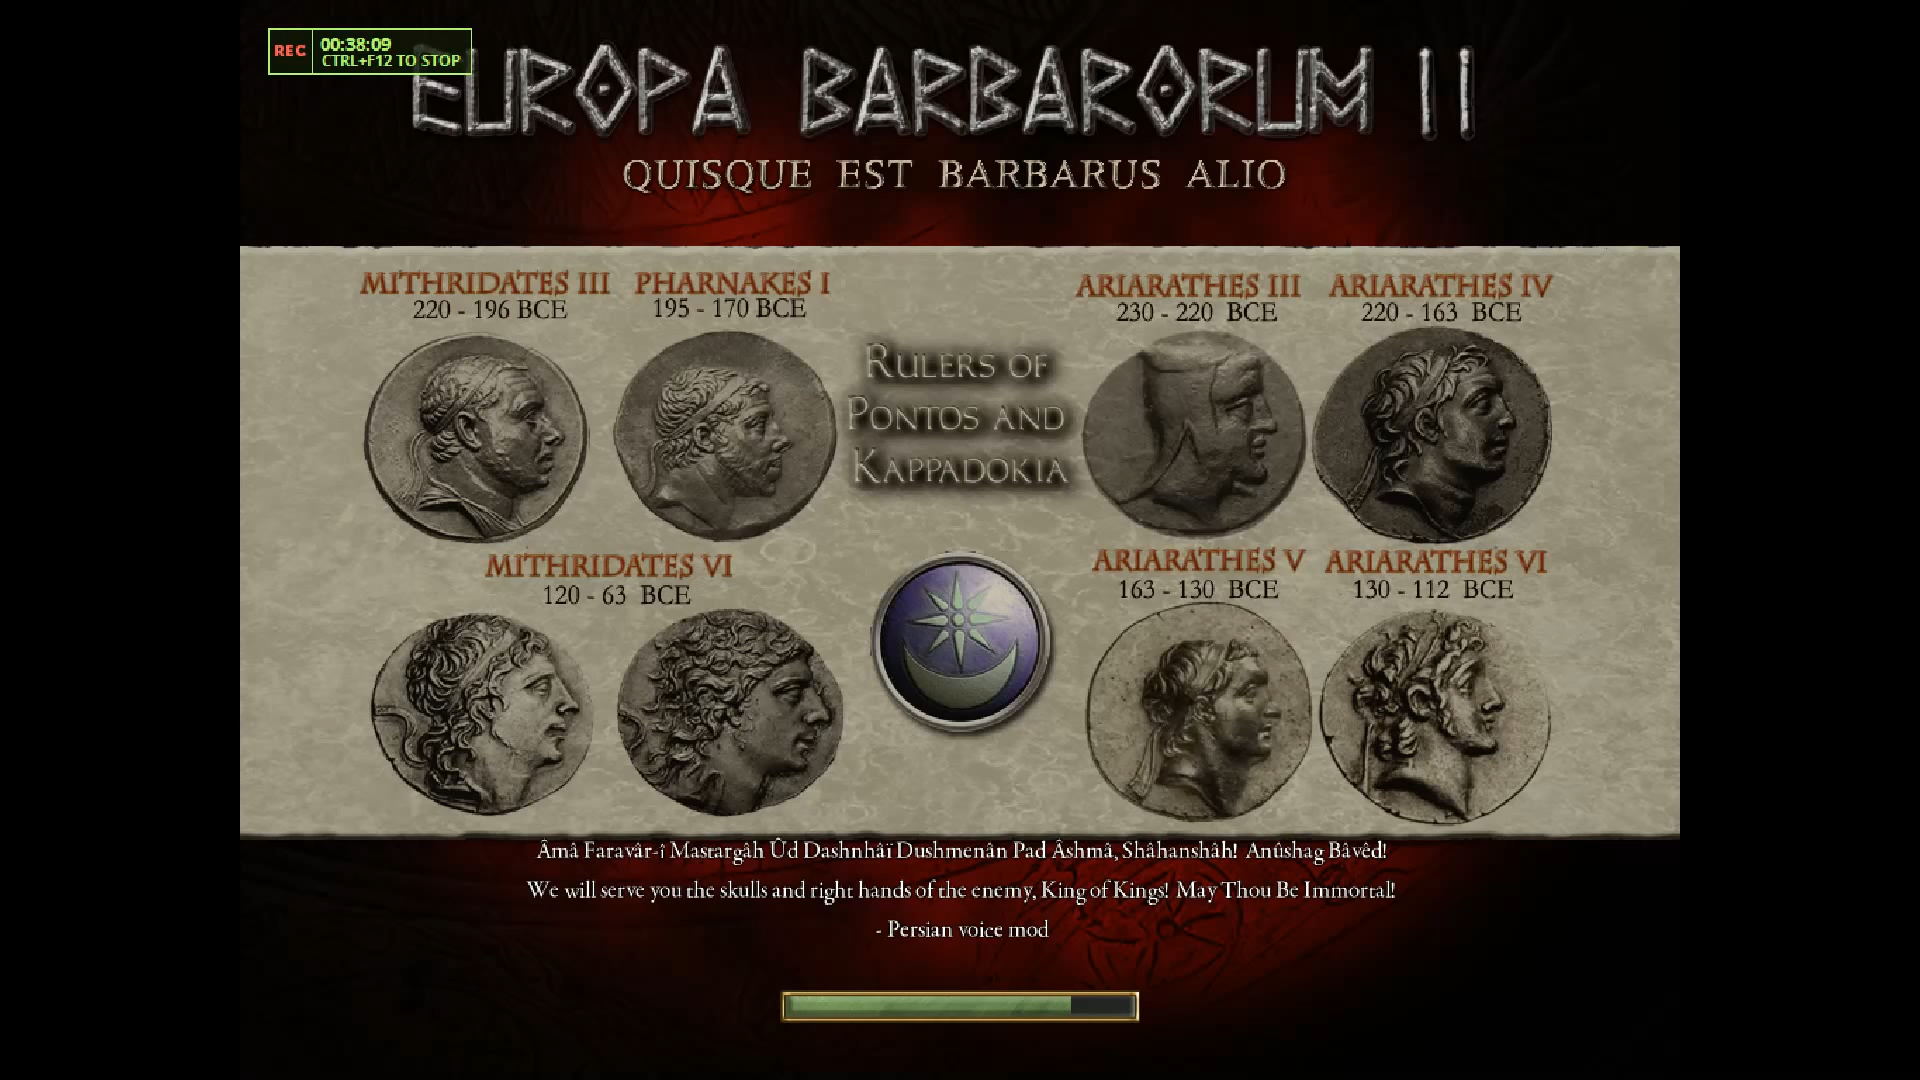 REC 00:38:09
CTRL+F12 TO STOP
EUROPA BARBARORUM II
QUISQUE EST BARBARUS ALIO
MITHRIDATES III
220 - 196 BCE
PHARNAKES I
195 - 170 BCE
RULERS OF
PONTOS AND
KAPPADOKIA
ARIARATHES III
230 - 220 BCE
ARIARATHES IV
220 - 163 BCE
MITHRIDATES VI
120 - 63 BCE
ARIARATHES V
163 - 130 BCE
ARIARATHES VI
130 - 112 BCE
Âmâ Faravâr-î Mastargâh Ûd Dashnhâï Dushmenân Pad Âshmâ, Shâhanshâh! Anûshag Bâvêd!
We will serve you the skulls and right hands of the enemy, King of Kings! May Thou Be Immortal!
- Persian voice mod